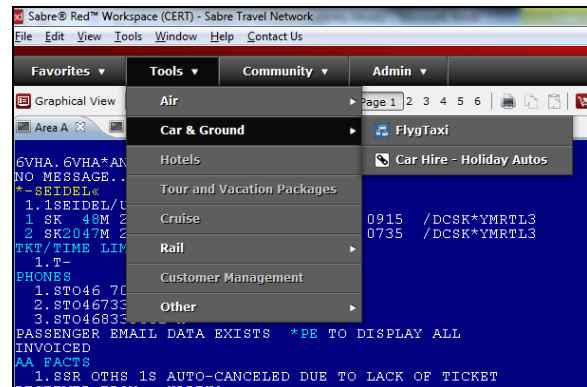 Sabre® Red™ Workspace (CERT) - Sabre Travel Network
File Edit View Tools Window Help Contact Us
Favorites Tools Community Admin
Graphical View Page 1 2 3 4 5 6
Area A
Air
Car & Ground
Hotels
Tour and Vacation Packages
Cruise
Rail
Customer Management
Other
FlygTaxi
Car Hire - Holiday Autos
6VHA.6VHA*AN
NO MESSAGE..
*-SEIDEL«
1.1SEIDEL/
1 SK 48M 2 0915 /DCSK*YMRTL3
2 SK2047M 2 0735 /DCSK*YMRTL3
TKT/TIME LIM
1.T-
PHONES
1.STO46 70
2.STO46733
3.STO46833
PASSENGER EMAIL DATA EXISTS *PE TO DISPLAY ALL
INVOICED
AA FACTS
1.SSR OTHS 1S AUTO-CANCELED DUE TO LACK OF TICKET